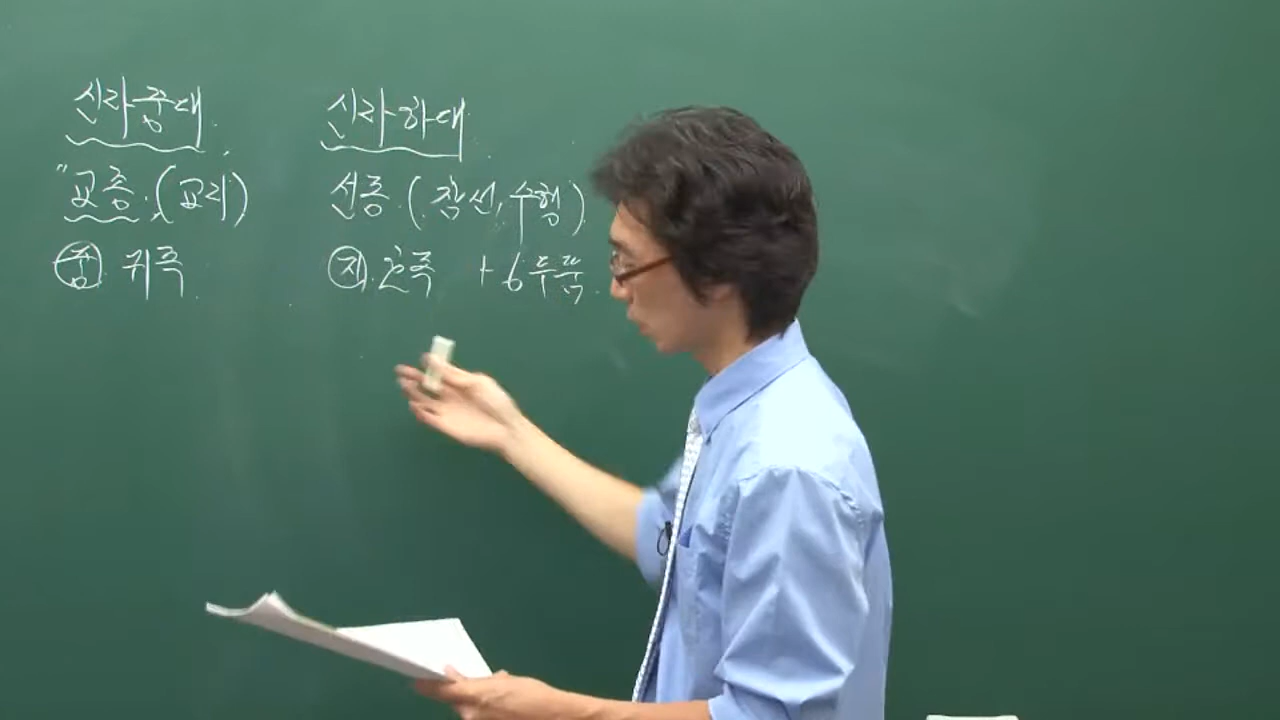 신라중대
"교종.(교리)
중 귀족
신라하대
선종 (참선, 수행)
지.호족 + 6두품